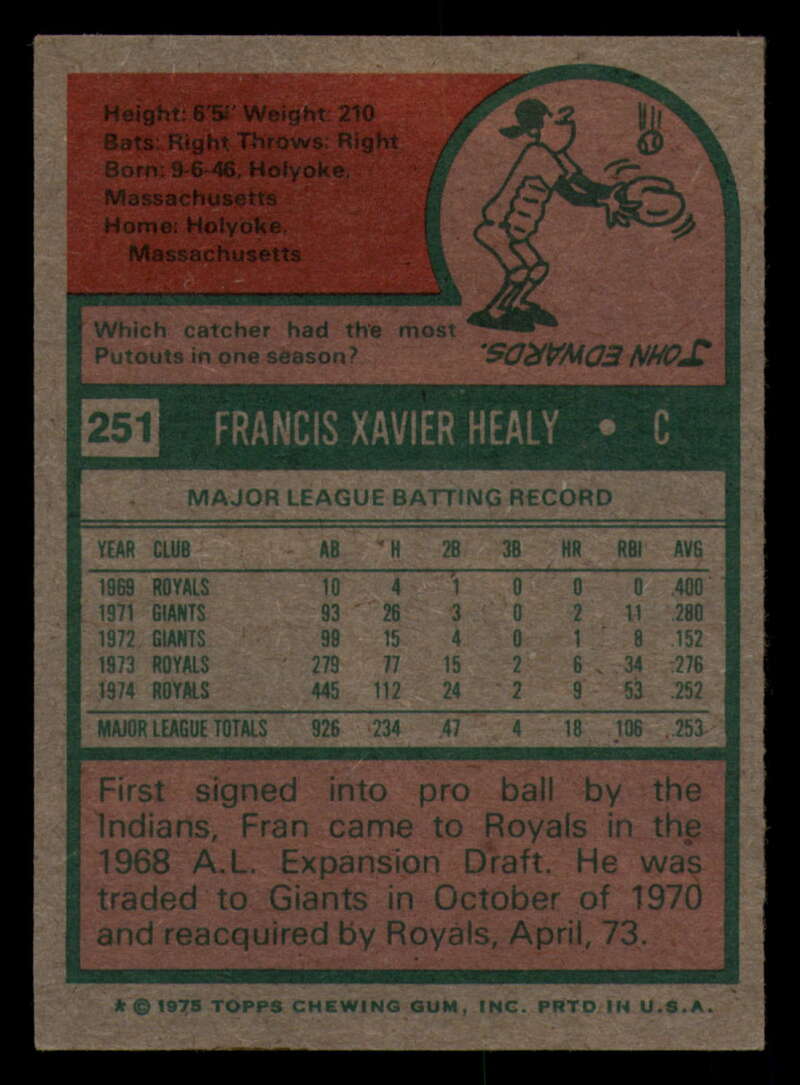 Height: 6'5" Weight: 210
Bats: Right Throws: Right
Born: 9-6-46, Holyoke,
Massachusetts
Home: Holyoke,
Massachusetts
Which catcher had the most
Putouts in one season?
JOHN EDWARDS.
251 FRANCIS XAVIER HEALY • C
MAJOR LEAGUE BATTING RECORD
YEAR CLUB AB H 2B 3B HR RBI AVG
1969 ROYALS 10 4 1 0 0 0 .400
1971 GIANTS 93 26 3 0 2 11 .280
1972 GIANTS 99 15 4 0 1 8 .152
1973 ROYALS 279 77 15 2 6 34 .276
1974 ROYALS 445 112 24 2 9 53 .252
MAJOR LEAGUE TOTALS 926 234 47 4 18 106 .253
First signed into pro ball by the
Indians, Fran came to Royals in the
1968 A.L. Expansion Draft. He was
traded to Giants in October of 1970
and reacquired by Royals, April, 73.
* © 1975 TOPPS CHEWING GUM, INC. PRTD IN U.S.A.